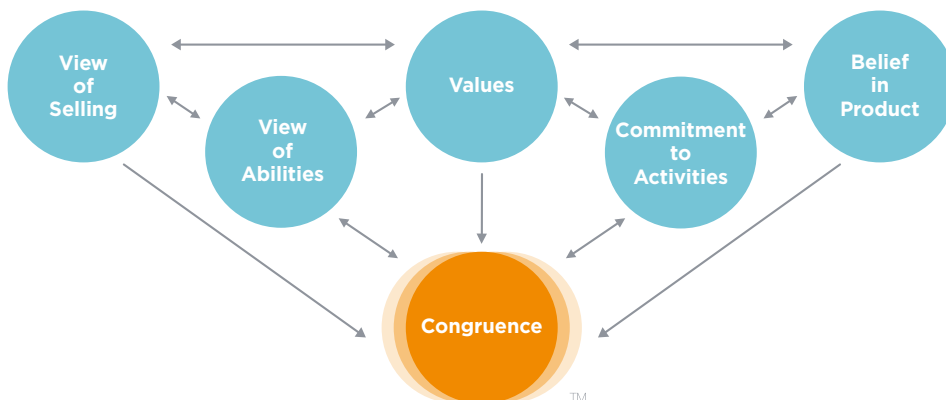 View
of
Selling
View
of
Abilities
Values
Commitment
to
Activities
Belief
in
Product
Congruence
TM